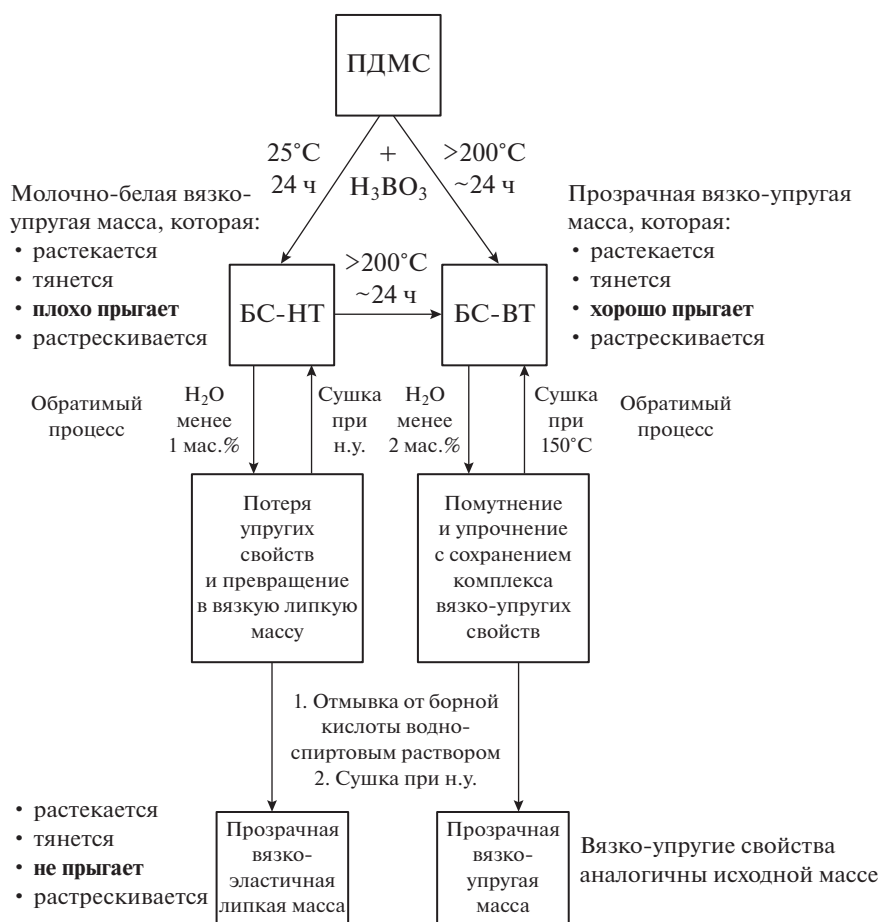 ПДМС
25°C
24 ч
+
H₃BO₃
>200°C
~24 ч
Молочно-белая вязко-
упругая масса, которая:
• растекается
• тянется
• плохо прыгает
• растрескивается
Прозрачная вязко-упругая
масса, которая:
• растекается
• тянется
• хорошо прыгает
• растрескивается
БС-НТ
>200°C
~24 ч
БС-ВТ
Обратимый
процесс
H₂O
менее
1 мас.%
Сушка
при
н.у.
H₂O
менее
2 мас.%
Сушка
при
150°C
Обратимый
процесс
Потеря
упругих
свойств
и превращение
в вязкую липкую
массу
Помутнение
и упрочнение
с сохранением
комплекса
вязко-упругих
свойств
1. Отмывка от борной
кислоты водно-
спиртовым раствором
2. Сушка при н.у.
• растекается
• тянется
• не прыгает
• растрескивается
Прозрачная
вязко-
эластичная
липкая масса
Прозрачная
вязко-
упругая
масса
Вязко-упругие свойства
аналогичны исходной массе